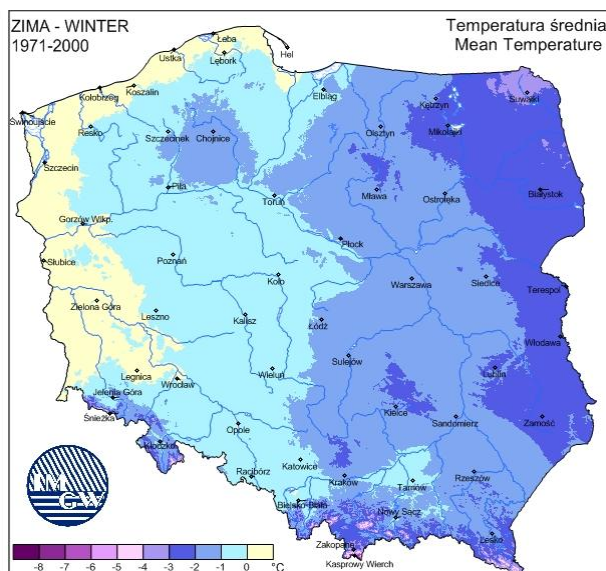 ZIMA - WINTER
1971-2000
Temperatura średnia
Mean Temperature
Łeba
Ustka
Lębork
Hel
Koszalin
Kołobrzeg
Elbląg
Suwałki
Świnoujście
Kętrzyn
Resko
Szczecinek
Chojnice
Olsztyn
Mikołajki
Szczecin
Piła
Toruń
Mława
Ostrołęka
Białystok
Gorzów Wlkp.
Płock
Słubice
Poznań
Koło
Warszawa
Siedlce
Terespol
Zielona Góra
Leszno
Kalisz
Łódź
Włodawa
Sulejów
Legnica
Wrocław
Wieluń
Lublin
Jelenia Góra
Śnieżka
Kielce
Sandomierz
Zamość
Opole
Kłodzko
Katowice
Racibórz
Kraków
Tarnów
Rzeszów
Bielsko-Biała
Nowy Sącz
Lesko
Zakopane
Kasprowy Wierch
IM
GW
-8 -7 -6 -5 -4 -3 -2 -1 0 °C